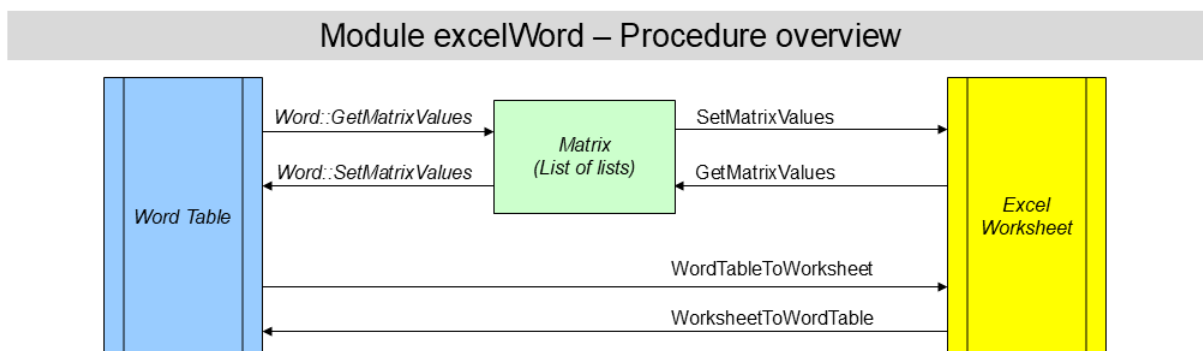 Module excelWord – Procedure overview
Word::GetMatrixValues
SetMatrixValues
Matrix
(List of lists)
Word::SetMatrixValues
GetMatrixValues
Word Table
Excel
Worksheet
WordTableToWorksheet
WorksheetToWordTable